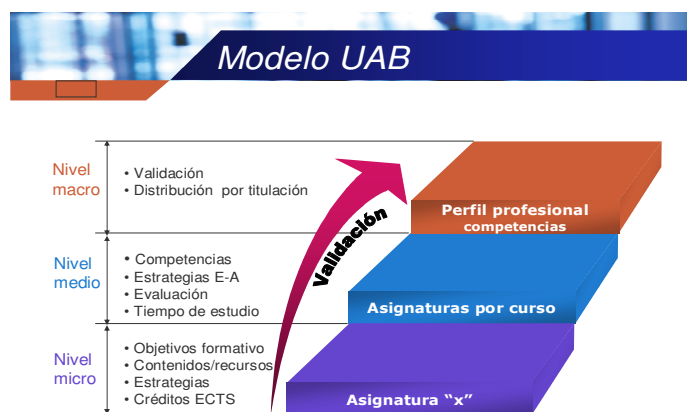 Modelo UAB
Nivel
macro
• Validación
• Distribución por titulación
Perfil profesional
competencias
Validación
Nivel
medio
• Competencias
• Estrategias E-A
• Evaluación
• Tiempo de estudio
Asignaturas por curso
Nivel
micro
• Objetivos formativo
• Contenidos/recursos
• Estrategias
• Créditos ECTS
Asignatura “x”